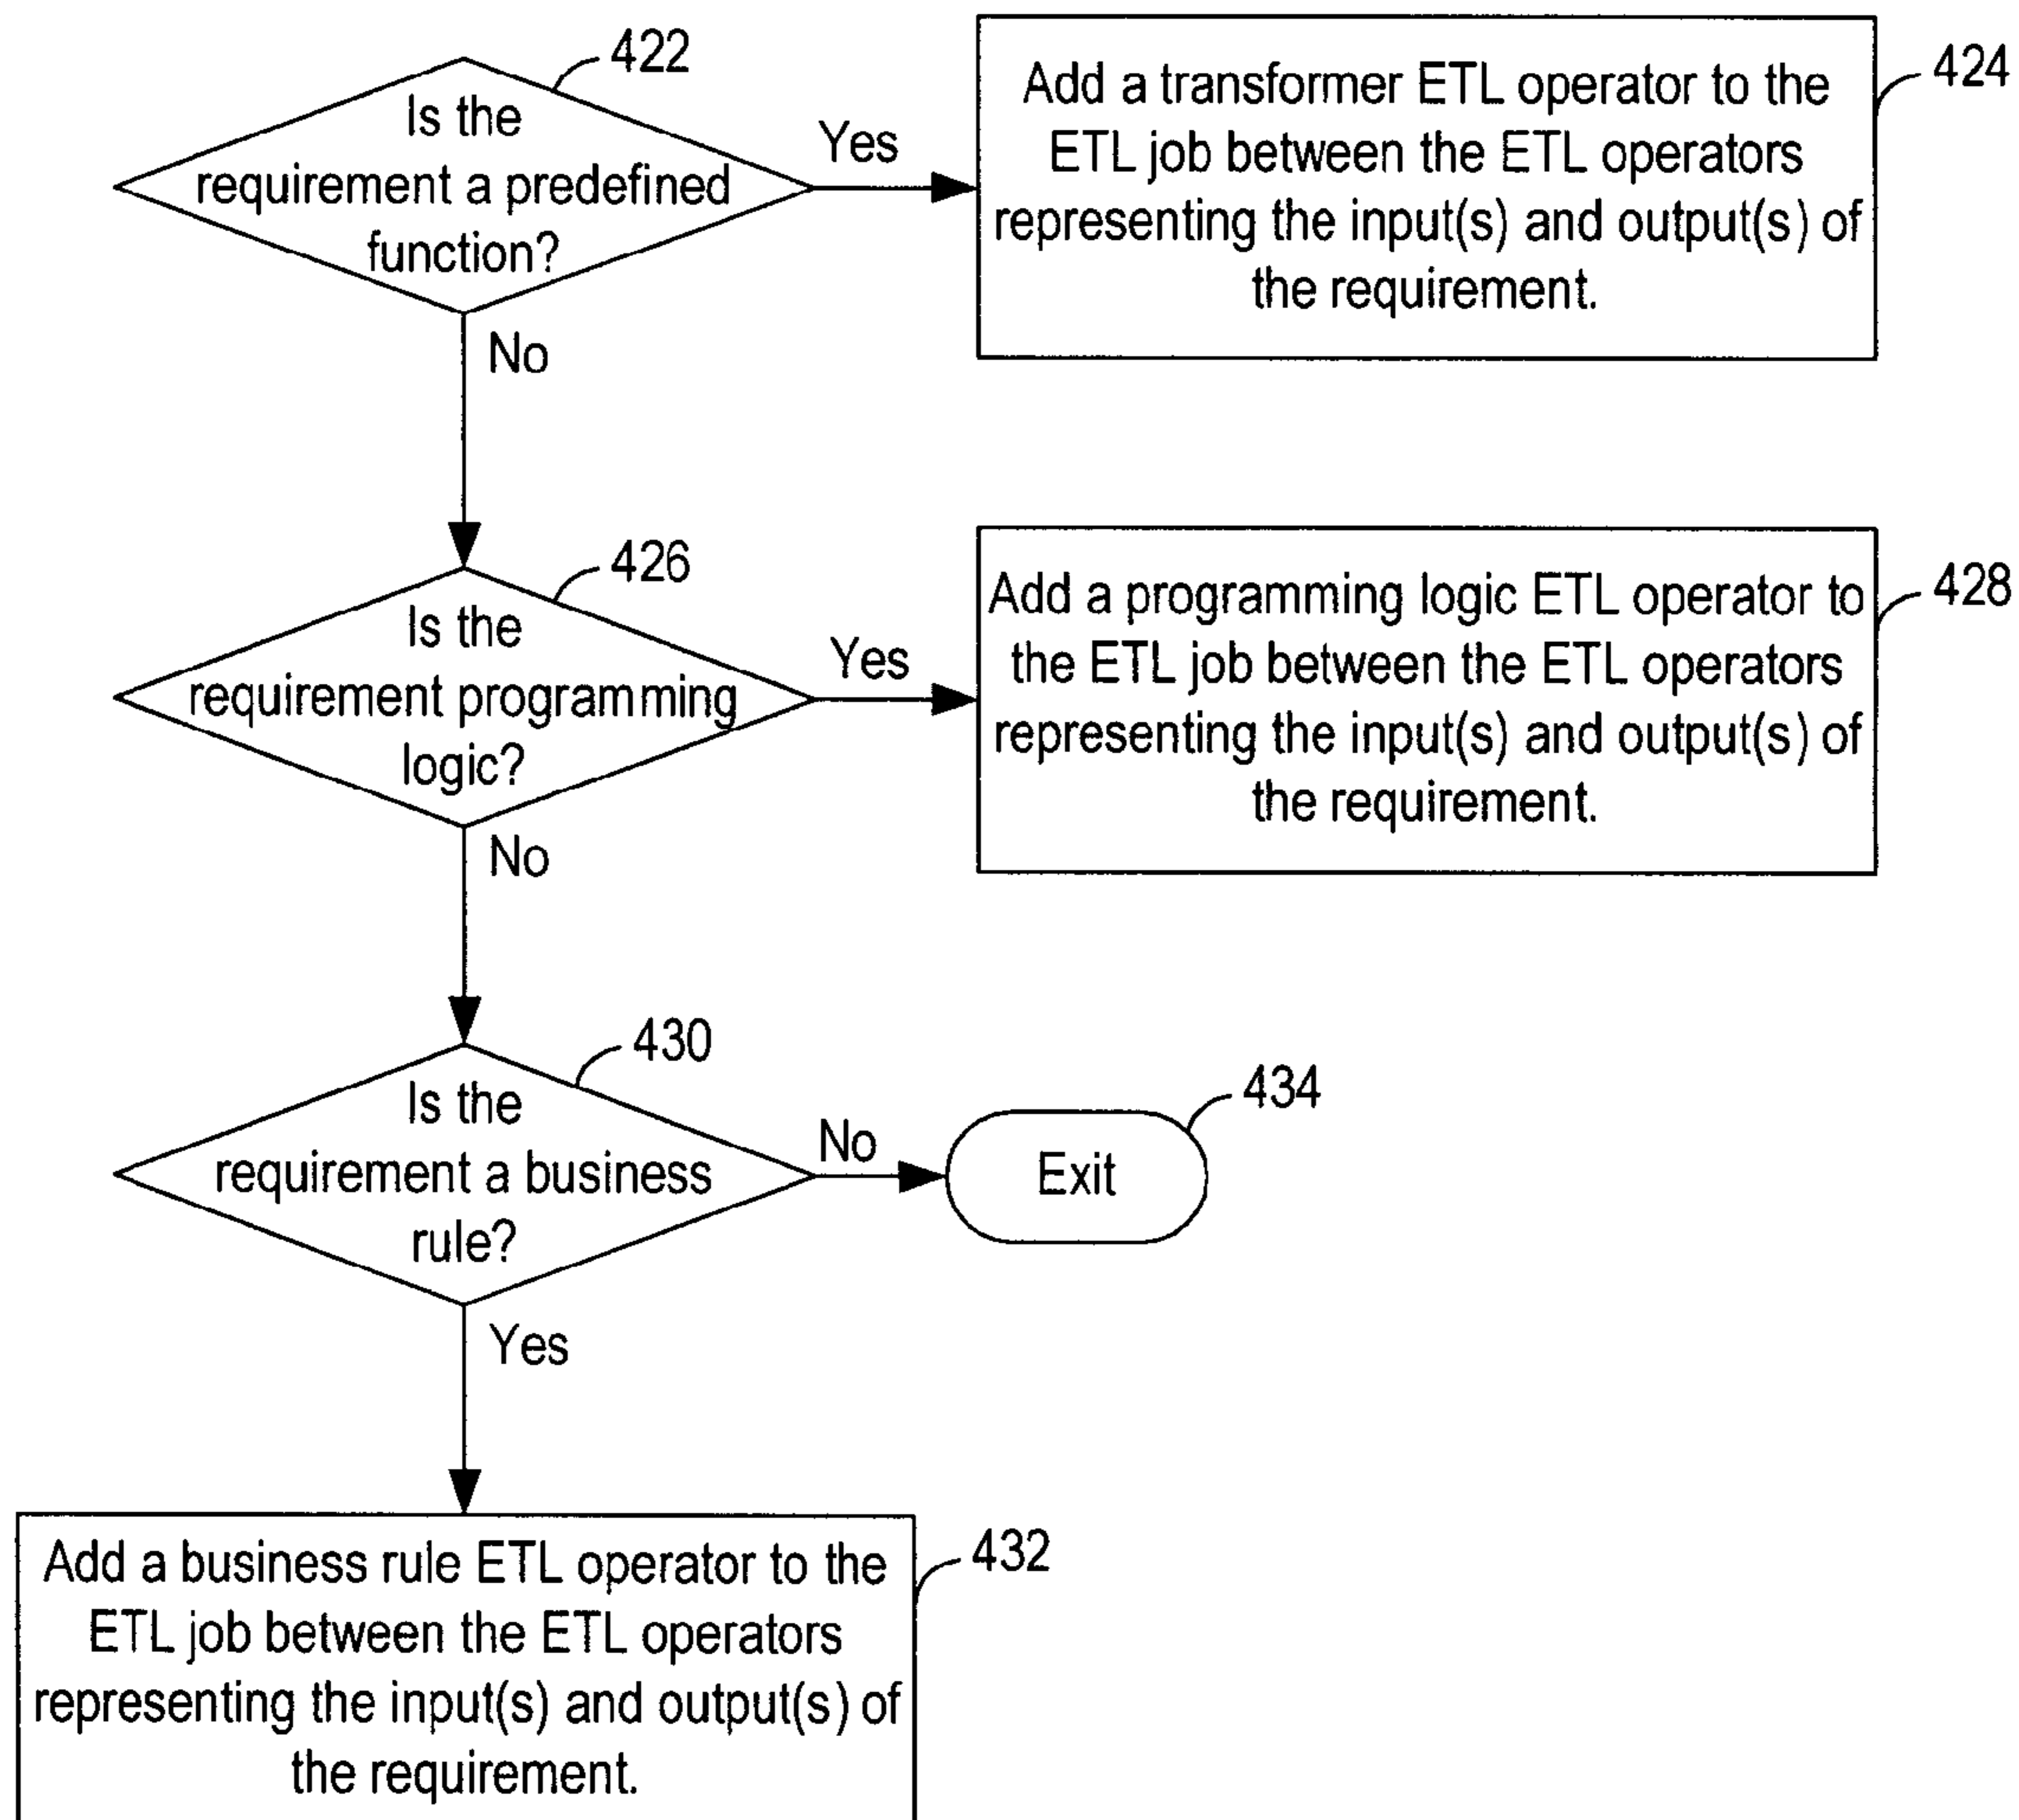 422
Is the
requirement a predefined
function?
Yes
Add a transformer ETL operator to the
ETL job between the ETL operators
representing the input(s) and output(s) of
the requirement.
424
No
426
Is the
requirement programming
logic?
Yes
Add a programming logic ETL operator to
the ETL job between the ETL operators
representing the input(s) and output(s) of
the requirement.
428
No
430
Is the
requirement a business
rule?
No
Exit
434
Yes
Add a business rule ETL operator to the
ETL job between the ETL operators
representing the input(s) and output(s) of
the requirement.
432